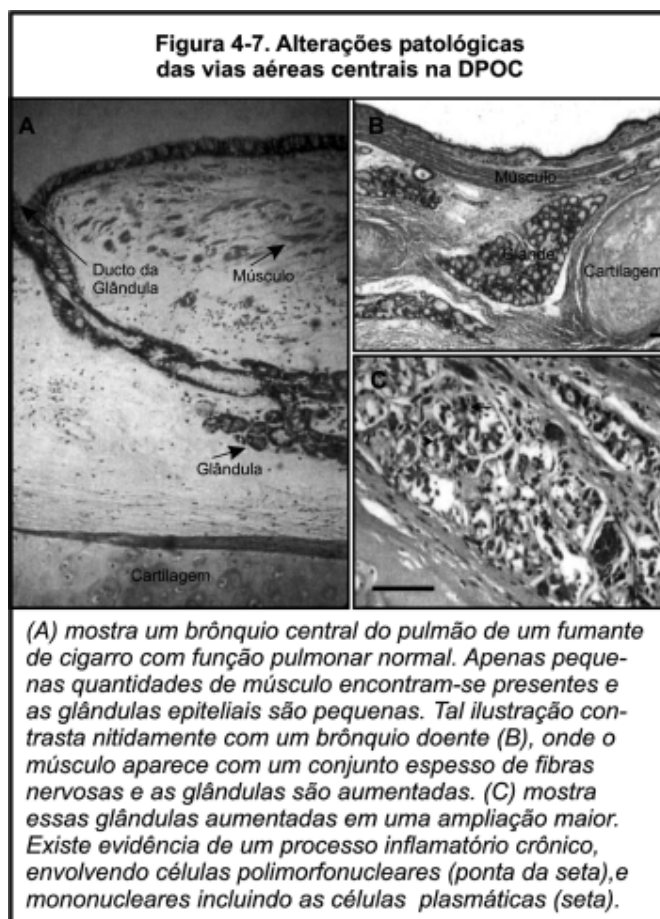 Figura 4-7. Alterações patológicas
das vias aéreas centrais na DPOC
A
B
Músculo
Ducto da
Glândula
Músculo
Glande
Cartilagem
C
Glândula
Cartilagem
(A) mostra um brônquio central do pulmão de um fumante
de cigarro com função pulmonar normal. Apenas peque-
nas quantidades de músculo encontram-se presentes e
as glândulas epiteliais são pequenas. Tal ilustração con-
trasta nitidamente com um brônquio doente (B), onde o
músculo aparece com um conjunto espesso de fibras
nervosas e as glândulas são aumentadas. (C) mostra
essas glândulas aumentadas em uma ampliação maior.
Existe evidência de um processo inflamatório crônico,
envolvendo células polimorfonucleares (ponta da seta),e
mononucleares incluindo as células plasmáticas (seta).